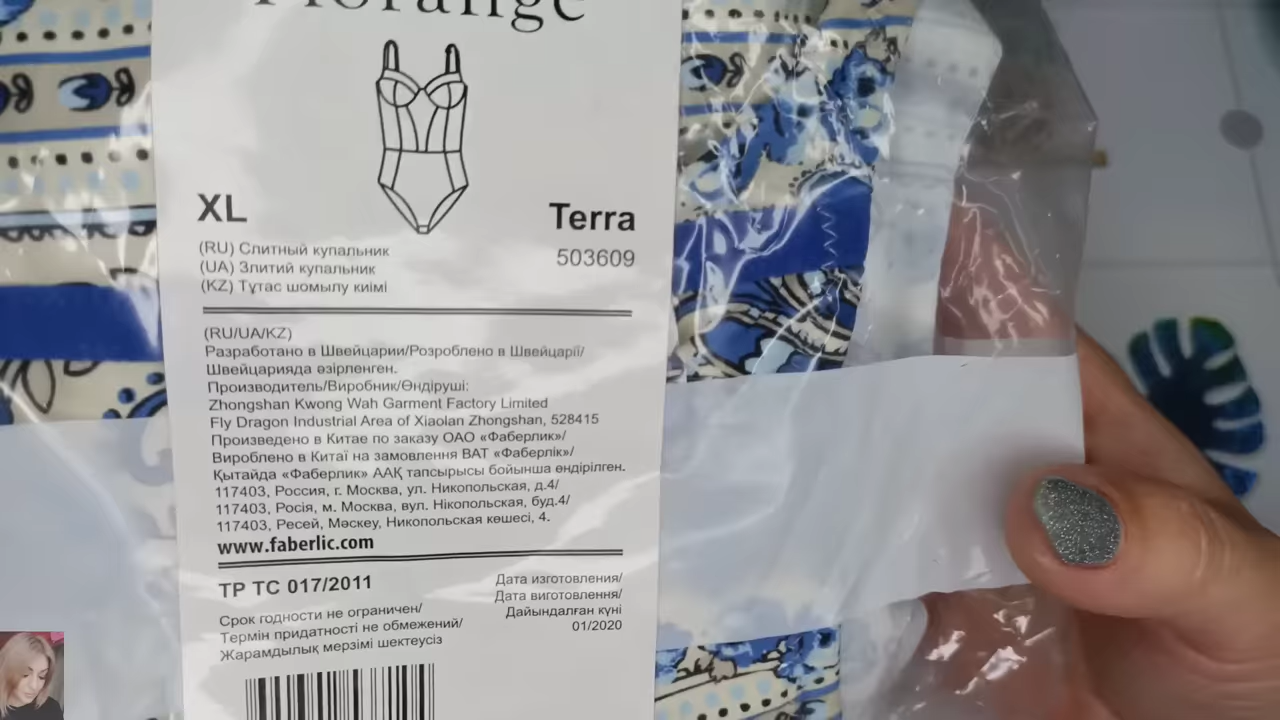 Florange
XL
Terra
(RU) Слитный купальник
503609
(UA) Злитий купальник
(KZ) Тұтас шомылу киімі
(RU/UA/KZ)
Разработано в Швейцарии/Розроблено в Швейцарії/
Швейцарияда әзірленген.
Производитель/Виробник/Өндіруші:
Zhongshan Kwong Wah Garment Factory Limited
Fly Dragon Industrial Area of Xiaolan Zhongshan, 528415
Произведено в Китае по заказу ОАО «Фаберлик»/
Вироблено в Китаї на замовлення ВАТ «Фаберлік»/
Қытайда «Фаберлик» ААҚ тапсырысы бойынша өндірілген.
117403, Россия, г. Москва, ул. Никопольская, д.4/
117403, Росія, м. Москва, вул. Нікопольская, буд.4/
117403, Ресей, Мәскеу, Никопольская көшесі, 4.
www.faberlic.com
ТР ТС 017/2011
Срок годности не ограничен/
Термін придатності не обмежений/
Жарамдылық мерзімі шектеусіз
Дата изготовления/
Дата виготовлення/
Дайындалған күні
01/2020